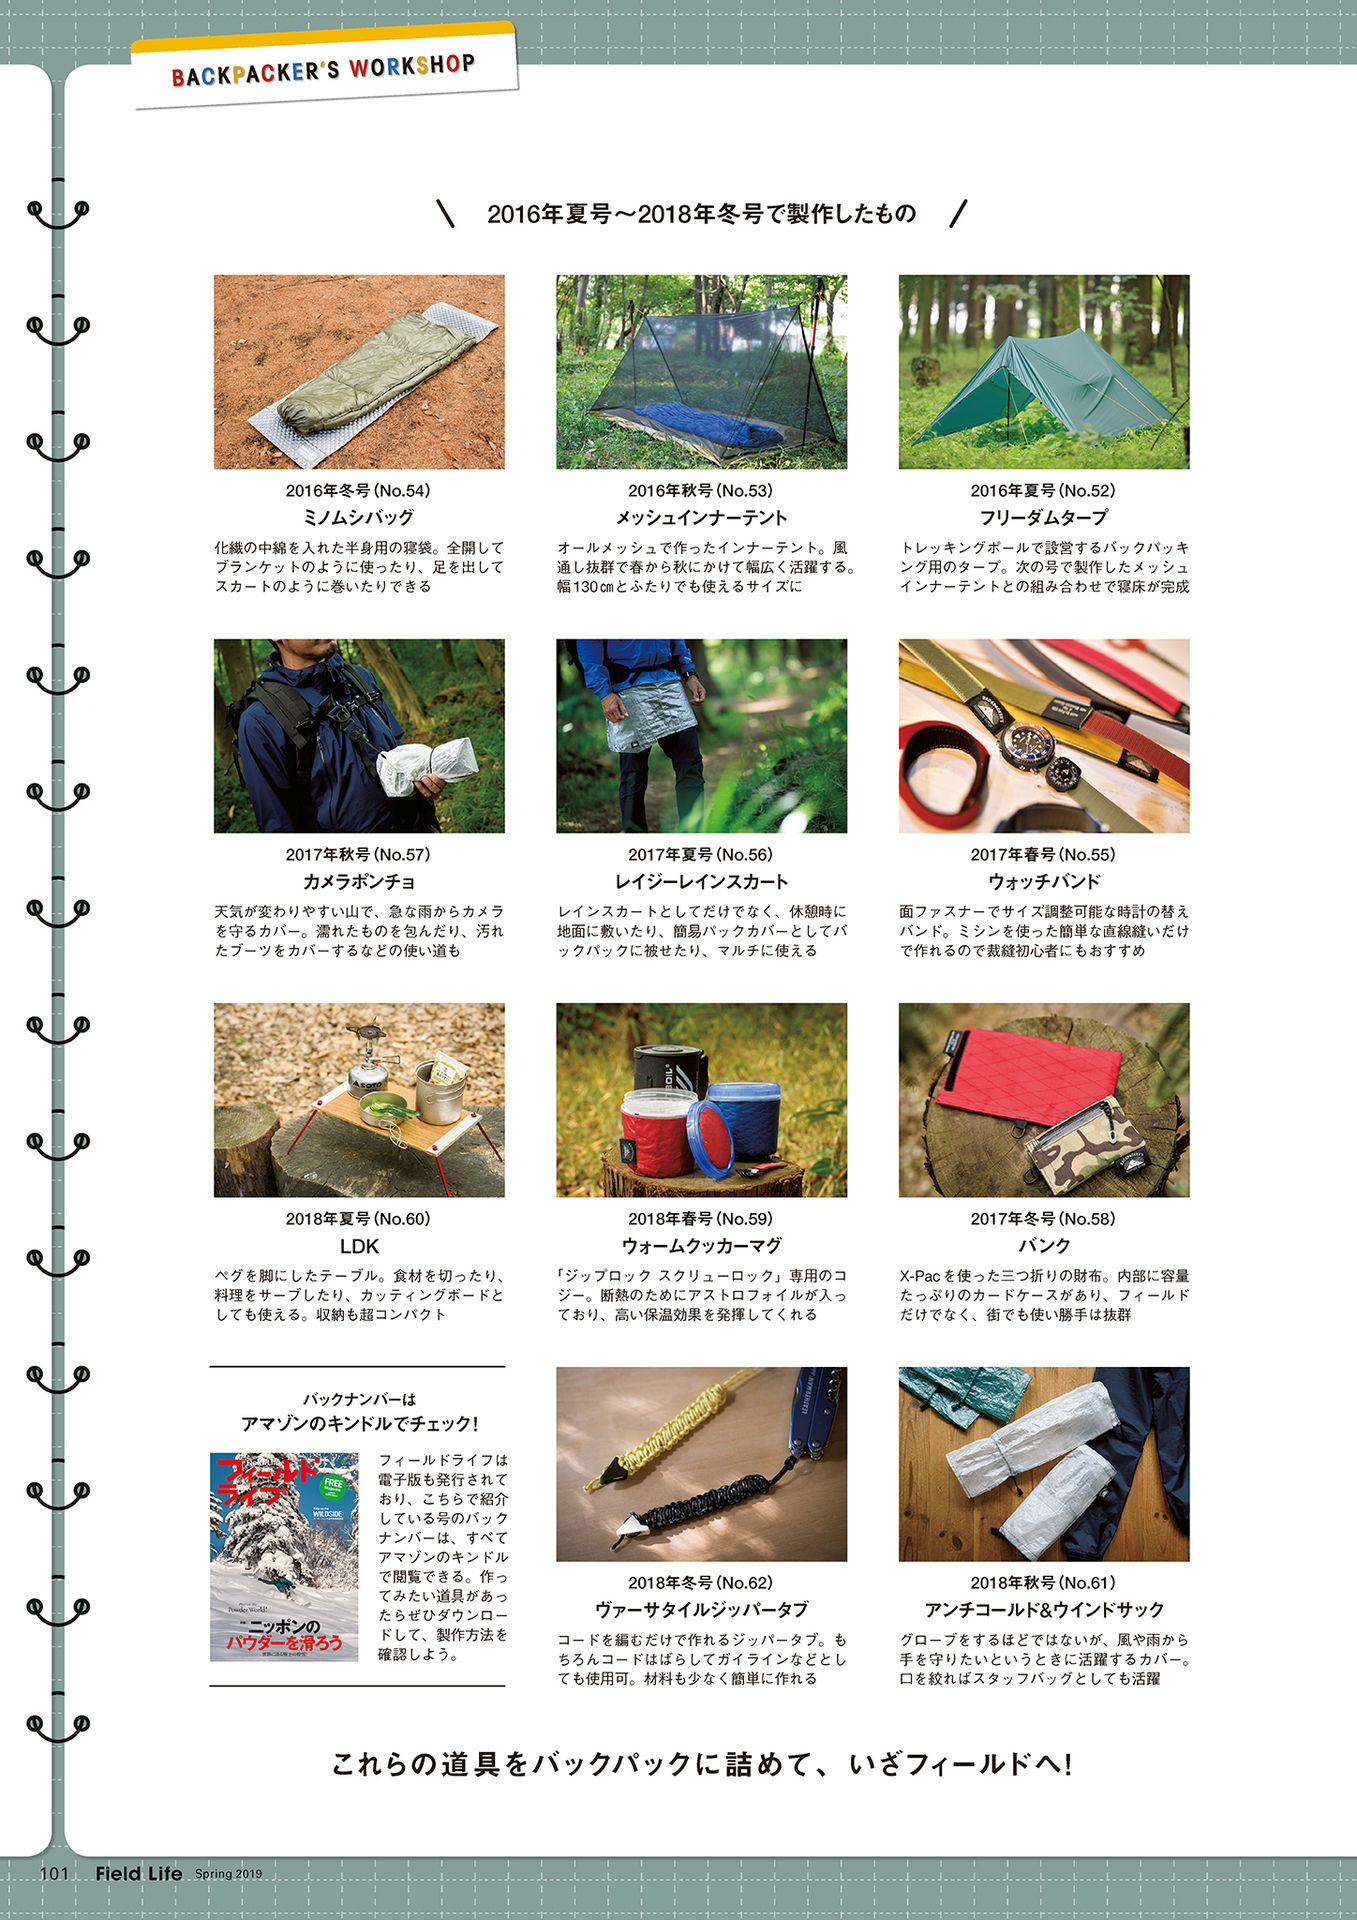 BACKPACKER'S WORKSHOP
2016年夏号〜2018年冬号で製作したもの
2016年冬号(No.54)
ミノムシバッグ
化繊の中綿を入れた半身用の寝袋。全開して
ブランケットのように使ったり、足を出して
スカートのように巻いたりできる
2016年秋号(No.53)
メッシュインナーテント
オールメッシュで作ったインナーテント。風
通し抜群で春から秋にかけて幅広く活躍する。
幅130㎝とふたりでも使えるサイズに
2016年夏号(No.52)
フリーダムタープ
トレッキングポールで設営するバックパッキ
ング用のタープ。次の号で製作したメッシュ
インナーテントとの組み合わせで寝床が完成
2017年秋号(No.57)
カメラポンチョ
天気が変わりやすい山で、急な雨からカメラ
を守るカバー。濡れたものを包んだり、汚れ
たブーツをカバーするなどの使い道も
2017年夏号(No.56)
レイジーレインスカート
レインスカートとしてだけでなく、休憩時に
地面に敷いたり、簡易パックカバーとしてバ
ックパックに被せたり、マルチに使える
2017年春号(No.55)
ウォッチバンド
面ファスナーでサイズ調整可能な時計の替え
バンド。ミシンを使った簡単な直線縫いだけ
で作れるので裁縫初心者にもおすすめ
SOTO
2018年夏号(No.60)
LDK
ペグを脚にしたテーブル。食材を切ったり、
料理をサーブしたり、カッティングボードと
しても使える。収納も超コンパクト
2018年春号(No.59)
ウォームクッカーマグ
「ジップロック スクリューロック」専用のコ
ジー。断熱のためにアストロフォイルが入っ
ており、高い保温効果を発揮してくれる
2017年冬号(No.58)
バンク
X-Pacを使った三つ折りの財布。内部に容量
たっぷりのカードケースがあり、フィールド
だけでなく、街でも使い勝手は抜群
バックナンバーは
アマゾンのキンドルでチェック!
フィールド
ライフ
FREE
WILDSIDE
Powder World!
ニッポンの
パウダーを滑ろう
フィールドライフは
電子版も発行されて
おり、こちらで紹介
している号のバック
ナンバーは、すべて
アマゾンのキンドル
で閲覧できる。作っ
てみたい道具があっ
たらぜひダウンロー
ドして、製作方法を
確認しよう。
LEATHERMAN
2018年冬号(No.62)
ヴァーサタイルジッパータブ
コードを編むだけで作れるジッパータブ。も
ちろんコードはばらしてガイラインなどとし
ても使用可。材料も少なく簡単に作れる
2018年秋号(No.61)
アンチコールド&ウインドサック
グローブをするほどではないが、風や雨から
手を守りたいというときに活躍するカバー。
口を絞ればスタッフバッグとしても活躍
これらの道具をバックパックに詰めて、いざフィールドへ!
101 Field Life Spring 2019